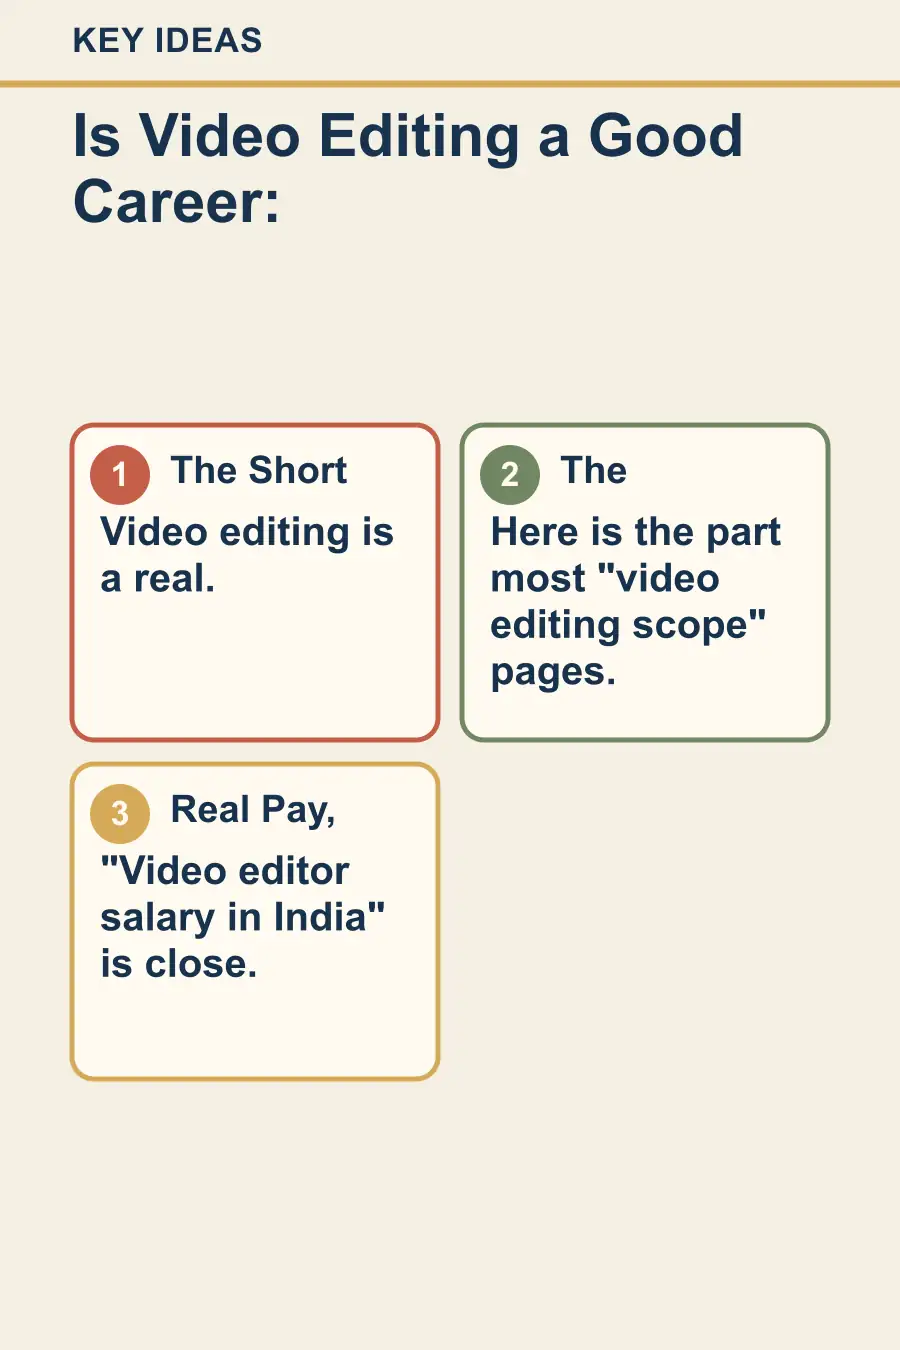 KEY IDEAS
Is Video Editing a Good
Career:
1 The Short
Video editing is
a real.
2 The
Here is the part
most "video
editing scope"
pages.
3 Real Pay,
"Video editor
salary in India"
is close.